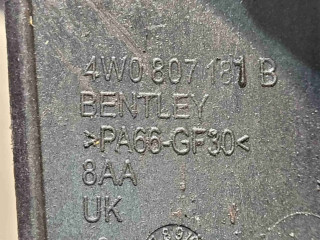 4W0 807 181 B
BENTLEY
>PA66-GF30<
8AA
UK